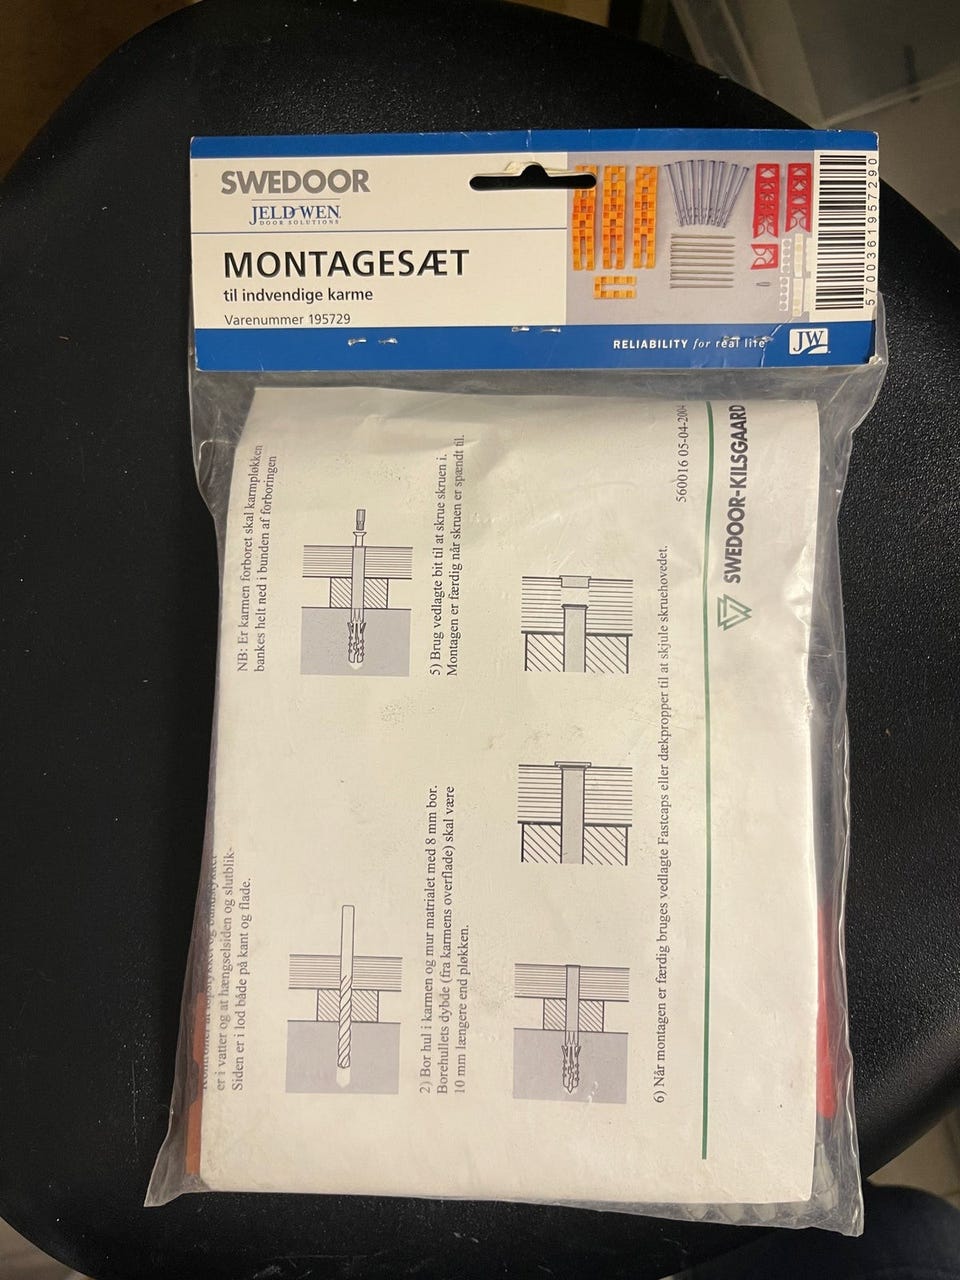 SWEDOOR
JELD-WEN
DOOR SOLUTIONS
MONTAGESÆT
til indvendige karme
Varenummer 195729
5700361957290
RELIABILITY for real life
JW
er i vatter og at hængselsiden og slutblik-
Siden er i lod både på kant og flade.
NB: Er karmen forboret skal karmpløkken
bankes helt ned i bunden af forboringen
2) Bor hul i karmen og mur matrialet med 8 mm bor.
Borehullets dybde (fra karmens overflade) skal være
10 mm længere end pløkken.
5) Brug vedlagte bit til at skrue skruen i.
Montagen er færdig når skruen er spændt til.
6) Når montagen er færdig bruges vedlagte Fastcaps eller dækpropper til at skjule skruehovedet.
560016 05-04-2004
SWEDOOR-KILSGAARD